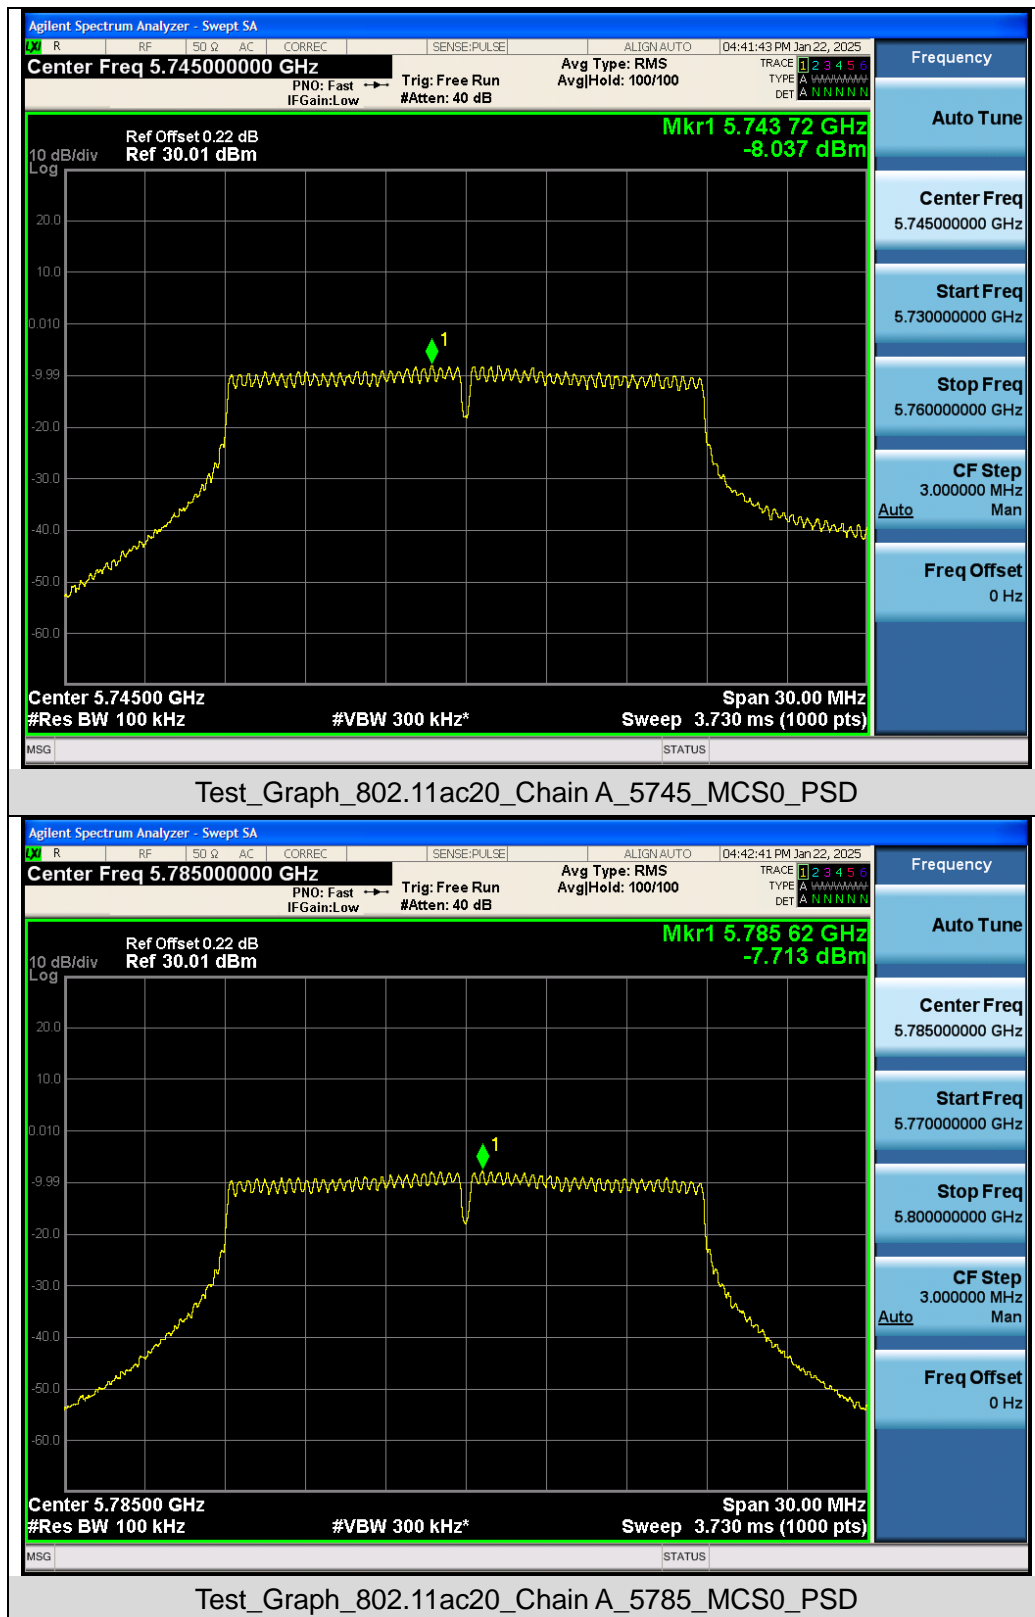 Agilent Spectrum Analyzer - Swept SA
LXI R RF 50 Ω AC CORREC SENSE:PULSE ALIGN AUTO 04:41:43 PM Jan 22, 2025
Center Freq 5.745000000 GHz
PNO: Fast
IFGain:Low
Trig: Free Run
#Atten: 40 dB
Avg Type: RMS
Avg|Hold: 100/100
TRACE 1 2 3 4 5 6
TYPE A WWWWW
DET A N N N N N
Ref Offset 0.22 dB
Ref 30.01 dBm
10 dB/div
Log
Mkr1 5.743 72 GHz
-8.037 dBm
20.0
10.0
0.010
-9.99
-20.0
-30.0
-40.0
-50.0
-60.0
1
Center 5.74500 GHz
#Res BW 100 kHz
#VBW 300 kHz*
Span 30.00 MHz
Sweep 3.730 ms (1000 pts)
MSG STATUS
Frequency
Auto Tune
Center Freq
5.745000000 GHz
Start Freq
5.730000000 GHz
Stop Freq
5.760000000 GHz
CF Step
3.000000 MHz
Auto Man
Freq Offset
0 Hz
Test_Graph_802.11ac20_Chain A_5745_MCS0_PSD
Agilent Spectrum Analyzer - Swept SA
LXI R RF 50 Ω AC CORREC SENSE:PULSE ALIGN AUTO 04:42:41 PM Jan 22, 2025
Center Freq 5.785000000 GHz
PNO: Fast
IFGain:Low
Trig: Free Run
#Atten: 40 dB
Avg Type: RMS
Avg|Hold: 100/100
TRACE 1 2 3 4 5 6
TYPE A WWWWW
DET A N N N N N
Ref Offset 0.22 dB
Ref 30.01 dBm
10 dB/div
Log
Mkr1 5.785 62 GHz
-7.713 dBm
20.0
10.0
0.010
-9.99
-20.0
-30.0
-40.0
-50.0
-60.0
1
Center 5.78500 GHz
#Res BW 100 kHz
#VBW 300 kHz*
Span 30.00 MHz
Sweep 3.730 ms (1000 pts)
MSG STATUS
Frequency
Auto Tune
Center Freq
5.785000000 GHz
Start Freq
5.770000000 GHz
Stop Freq
5.800000000 GHz
CF Step
3.000000 MHz
Auto Man
Freq Offset
0 Hz
Test_Graph_802.11ac20_Chain A_5785_MCS0_PSD